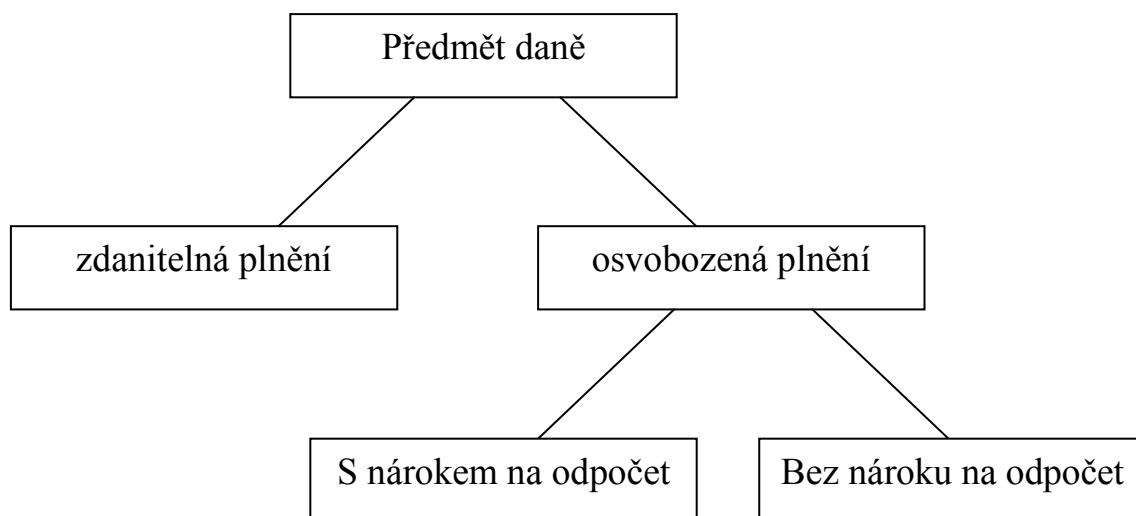 Předmět daně
zdanitelná plnění
osvobozená plnění
S nárokem na odpočet
Bez nároku na odpočet